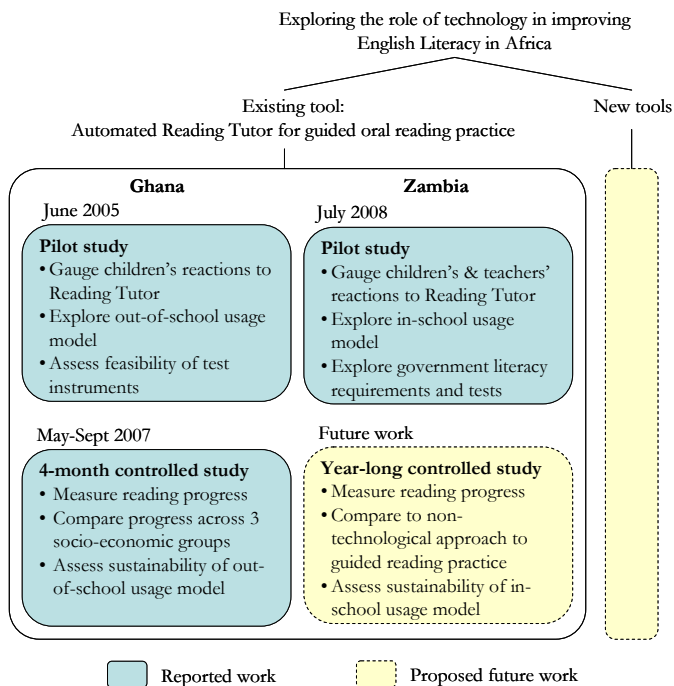 Exploring the role of technology in improving
English Literacy in Africa
Existing tool:
Automated Reading Tutor for guided oral reading practice
New tools
Ghana
June 2005
Pilot study
• Gauge children's reactions to
Reading Tutor
• Explore out-of-school usage
model
• Assess feasibility of test
instruments
May-Sept 2007
4-month controlled study
• Measure reading progress
• Compare progress across 3
socio-economic groups
• Assess sustainability of out-
of-school usage model
Zambia
July 2008
Pilot study
• Gauge children's & teachers'
reactions to Reading Tutor
• Explore in-school usage
model
• Explore government literacy
requirements and tests
Future work
Year-long controlled study
• Measure reading progress
• Compare to non-
technological approach to
guided reading practice
• Assess sustainability of in-
school usage model
Reported work
Proposed future work